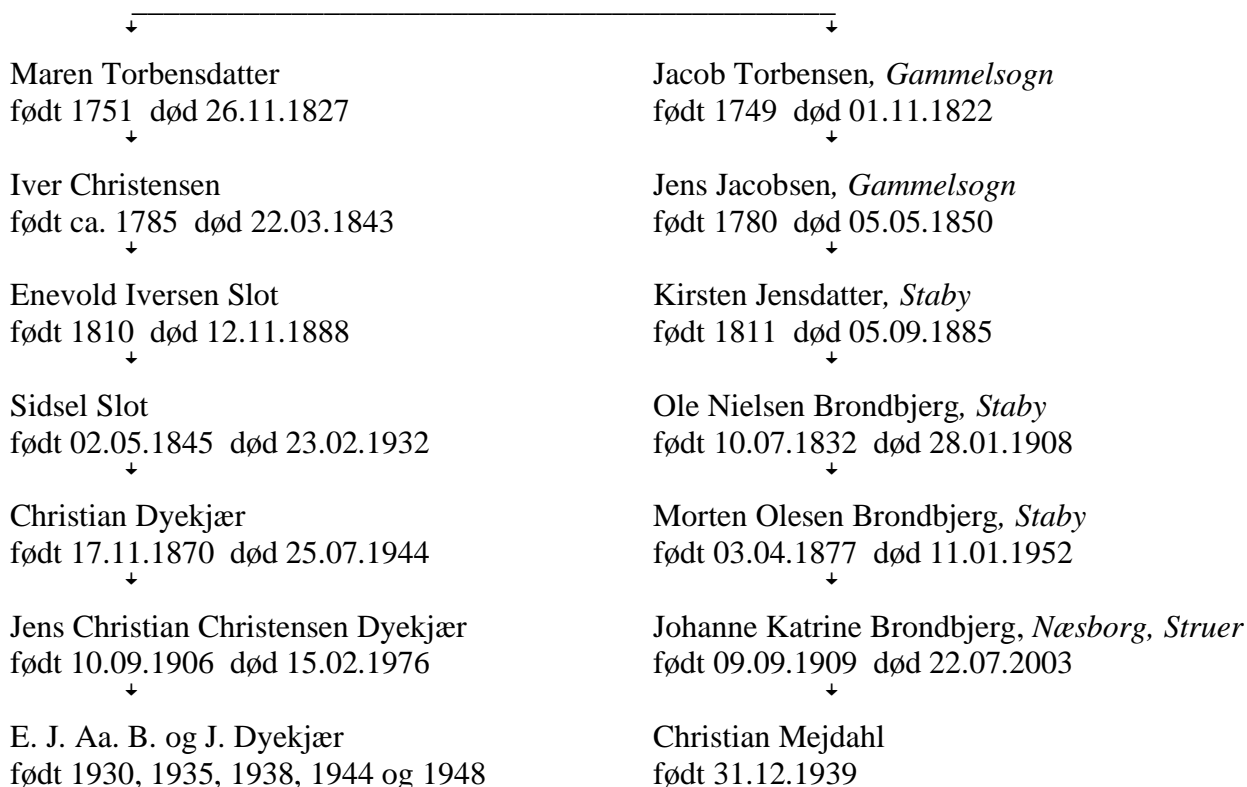 Maren Torbensdatter
født 1751 død 26.11.1827
Iver Christensen
født ca. 1785 død 22.03.1843
Enevold Iversen Slot
født 1810 død 12.11.1888
Sidsel Slot
født 02.05.1845 død 23.02.1932
Christian Dyekjær
født 17.11.1870 død 25.07.1944
Jens Christian Christensen Dyekjær
født 10.09.1906 død 15.02.1976
E. J. Aa. B. og J. Dyekjær
født 1930, 1935, 1938, 1944 og 1948
Jacob Torbensen, Gammelsogn
født 1749 død 01.11.1822
Jens Jacobsen, Gammelsogn
født 1780 død 05.05.1850
Kirsten Jensdatter, Staby
født 1811 død 05.09.1885
Ole Nielsen Brondbjerg, Staby
født 10.07.1832 død 28.01.1908
Morten Olesen Brondbjerg, Staby
født 03.04.1877 død 11.01.1952
Johanne Katrine Brondbjerg, Næsborg, Struer
født 09.09.1909 død 22.07.2003
Christian Mejdahl
født 31.12.1939